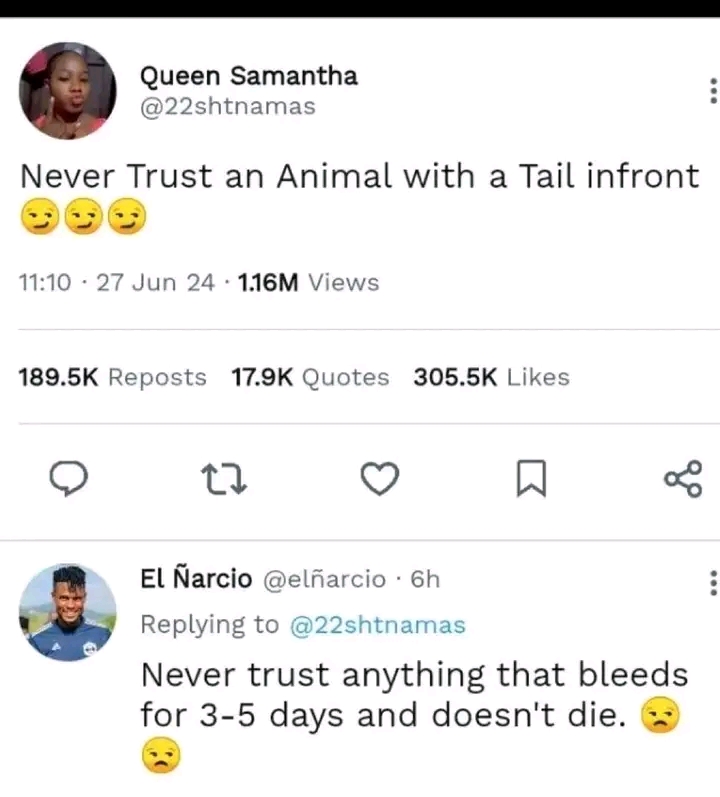 Queen Samantha
@22shtnamas
Never Trust an Animal with a Tail infront
😏😏😏
11:10 · 27 Jun 24 · 1.16M Views
189.5K Reposts 17.9K Quotes 305.5K Likes
El Ñarcio @elñarcio · 6h
Replying to @22shtnamas
Never trust anything that bleeds
for 3-5 days and doesn't die. 😒
😒